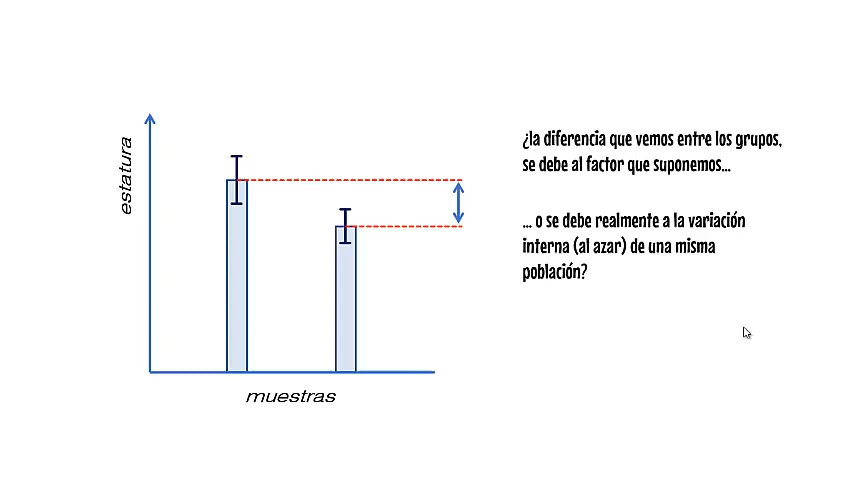 estatura
¿la diferencia que vemos entre los grupos,
se debe al factor que suponemos...
... o se debe realmente a la variación
interna (al azar) de una misma
población?
muestras